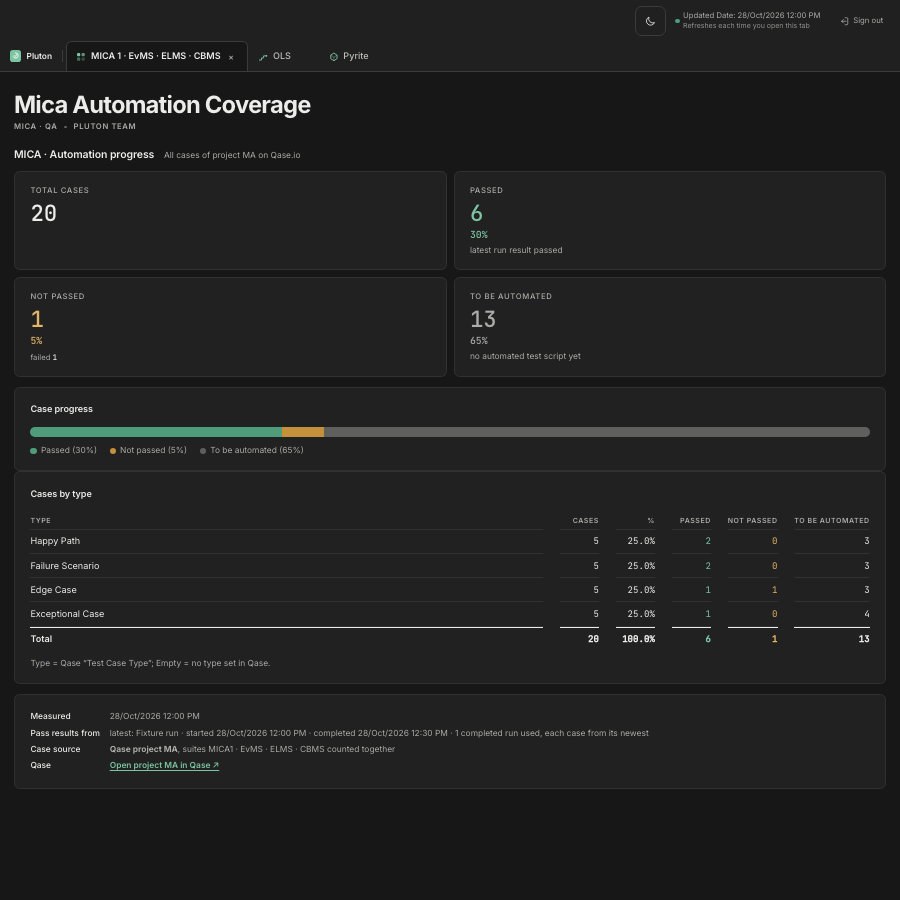 Updated Date: 28/Oct/2026 12:00 PM
Refreshes each time you open this tab
Sign out
Pluton
MICA 1 · EvMS · ELMS · CBMS ×
OLS
Pyrite
Mica Automation Coverage
MICA · QA - PLUTON TEAM
MICA · Automation progress All cases of project MA on Qase.io
TOTAL CASES
20
PASSED
6
30%
latest run result passed
NOT PASSED
1
5%
failed 1
TO BE AUTOMATED
13
65%
no automated test script yet
Case progress
Passed (30%) Not passed (5%) To be automated (65%)
Cases by type
TYPE CASES % PASSED NOT PASSED TO BE AUTOMATED
Happy Path 5 25.0% 2 0 3
Failure Scenario 5 25.0% 2 0 3
Edge Case 5 25.0% 1 1 3
Exceptional Case 5 25.0% 1 0 4
Total 20 100.0% 6 1 13
Type = Qase "Test Case Type"; Empty = no type set in Qase.
Measured 28/Oct/2026 12:00 PM
Pass results from latest: Fixture run · started 28/Oct/2026 12:00 PM · completed 28/Oct/2026 12:30 PM · 1 completed run used, each case from its newest
Case source Qase project MA, suites MICA1 · EvMS · ELMS · CBMS counted together
Qase Open project MA in Qase ↗